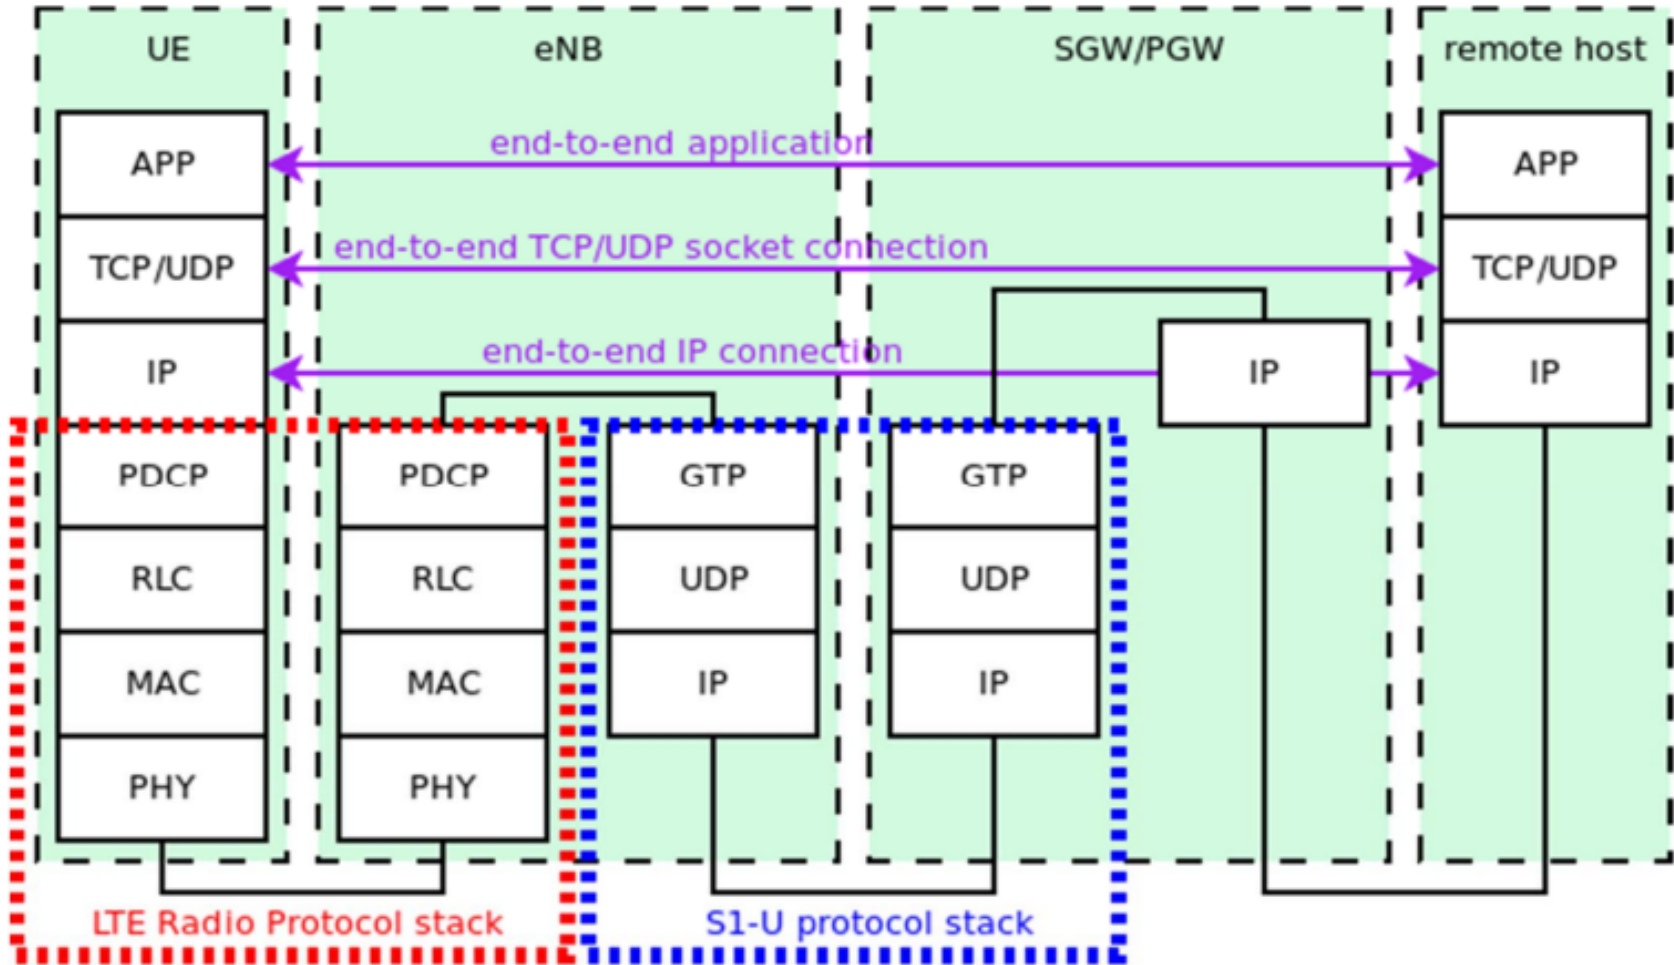 UE
eNB
SGW/PGW
remote host
end-to-end application
APP
APP
end-to-end TCP/UDP socket connection
TCP/UDP
TCP/UDP
end-to-end IP connection
IP
IP
IP
PDCP
PDCP
GTP
GTP
RLC
RLC
UDP
UDP
MAC
MAC
IP
IP
PHY
PHY
LTE Radio Protocol stack
S1-U protocol stack